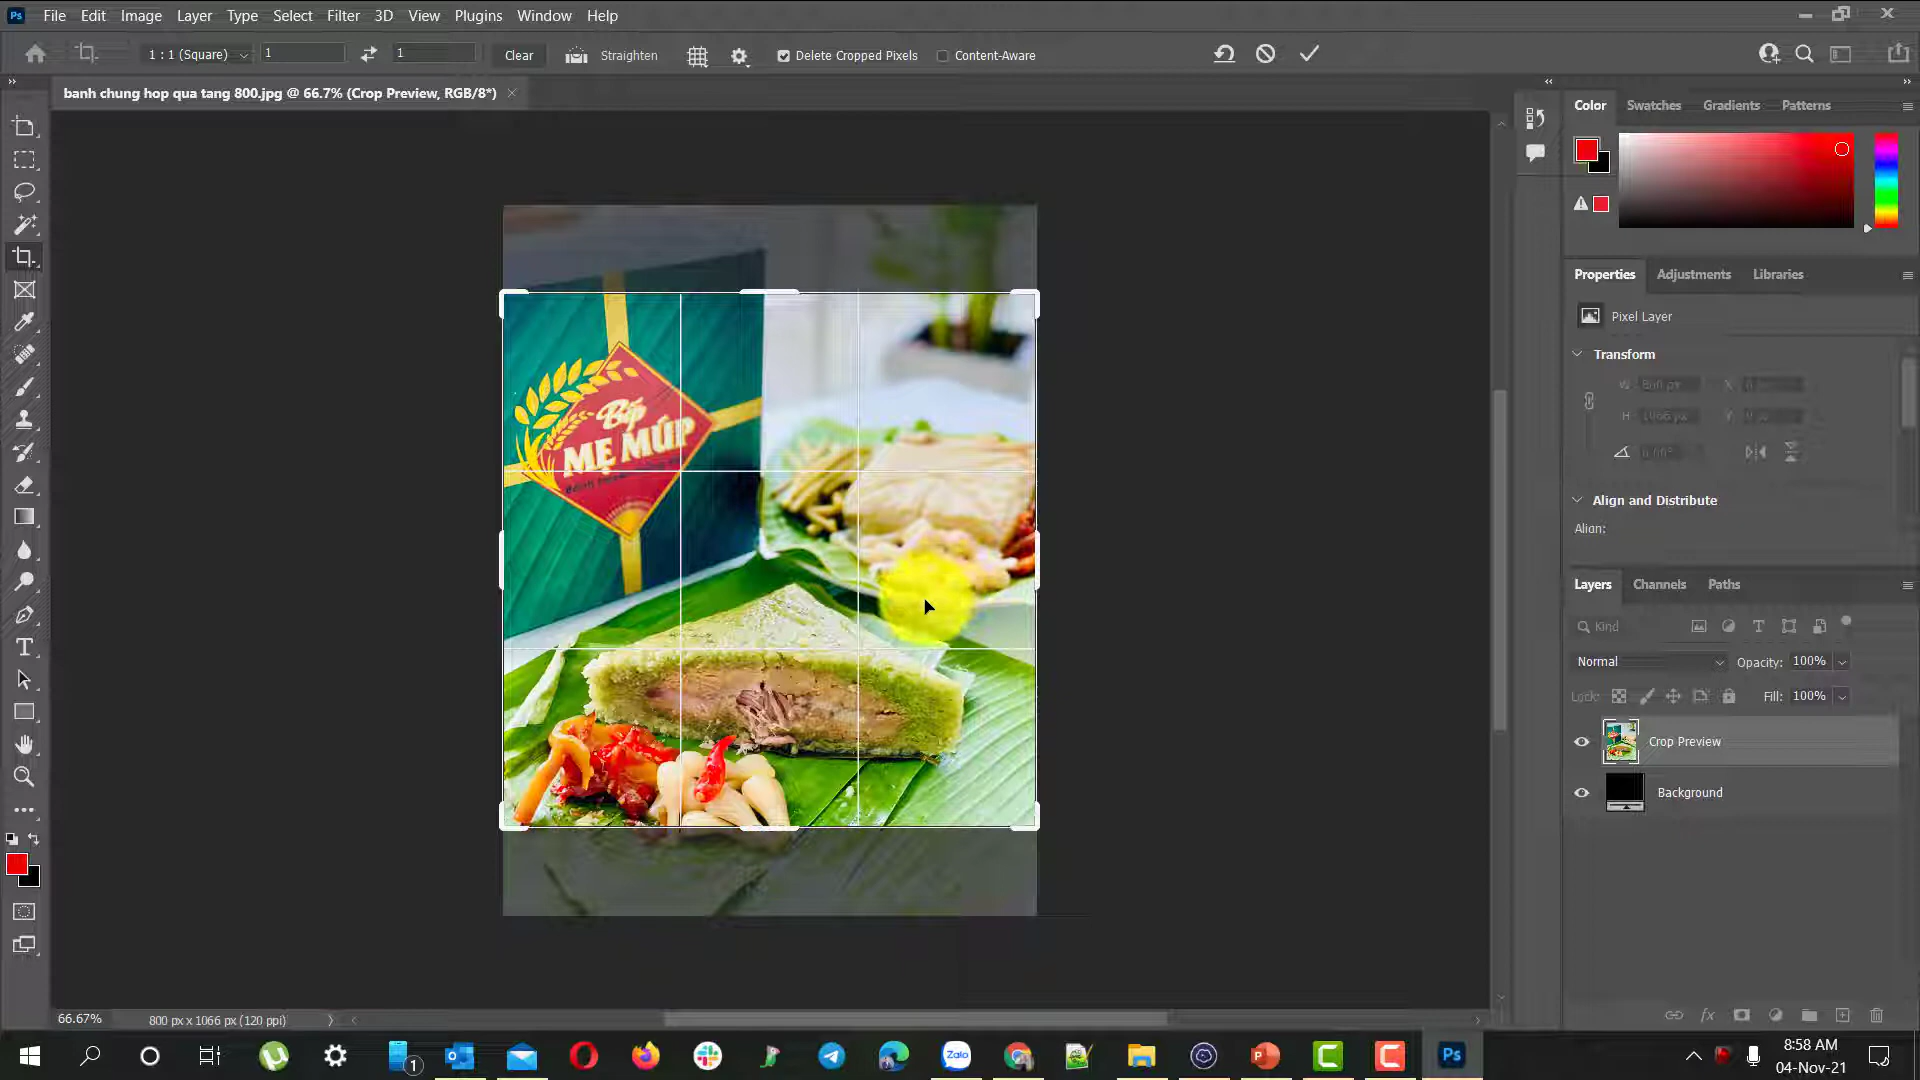 Ps File Edit Image Layer Type Select Filter 3D View Plugins Window Help
1 : 1 (Square) 1 1 Clear Straighten Delete Cropped Pixels Content-Aware
banh chung hop qua tang 800.jpg @ 66.7% (Crop Preview, RGB/8*) ×
Color Swatches Gradients Patterns
Properties Adjustments Libraries
Pixel Layer
Transform
W X
H Y
Align and Distribute
Align:
Bếp
MẸ MÚP
Layers Channels Paths
Kind
Normal Opacity: 100%
Lock: Fill: 100%
Crop Preview
Background
66.67% 800 px x 1066 px (120 ppi)
1 Zalo Ps
8:58 AM
04-Nov-21